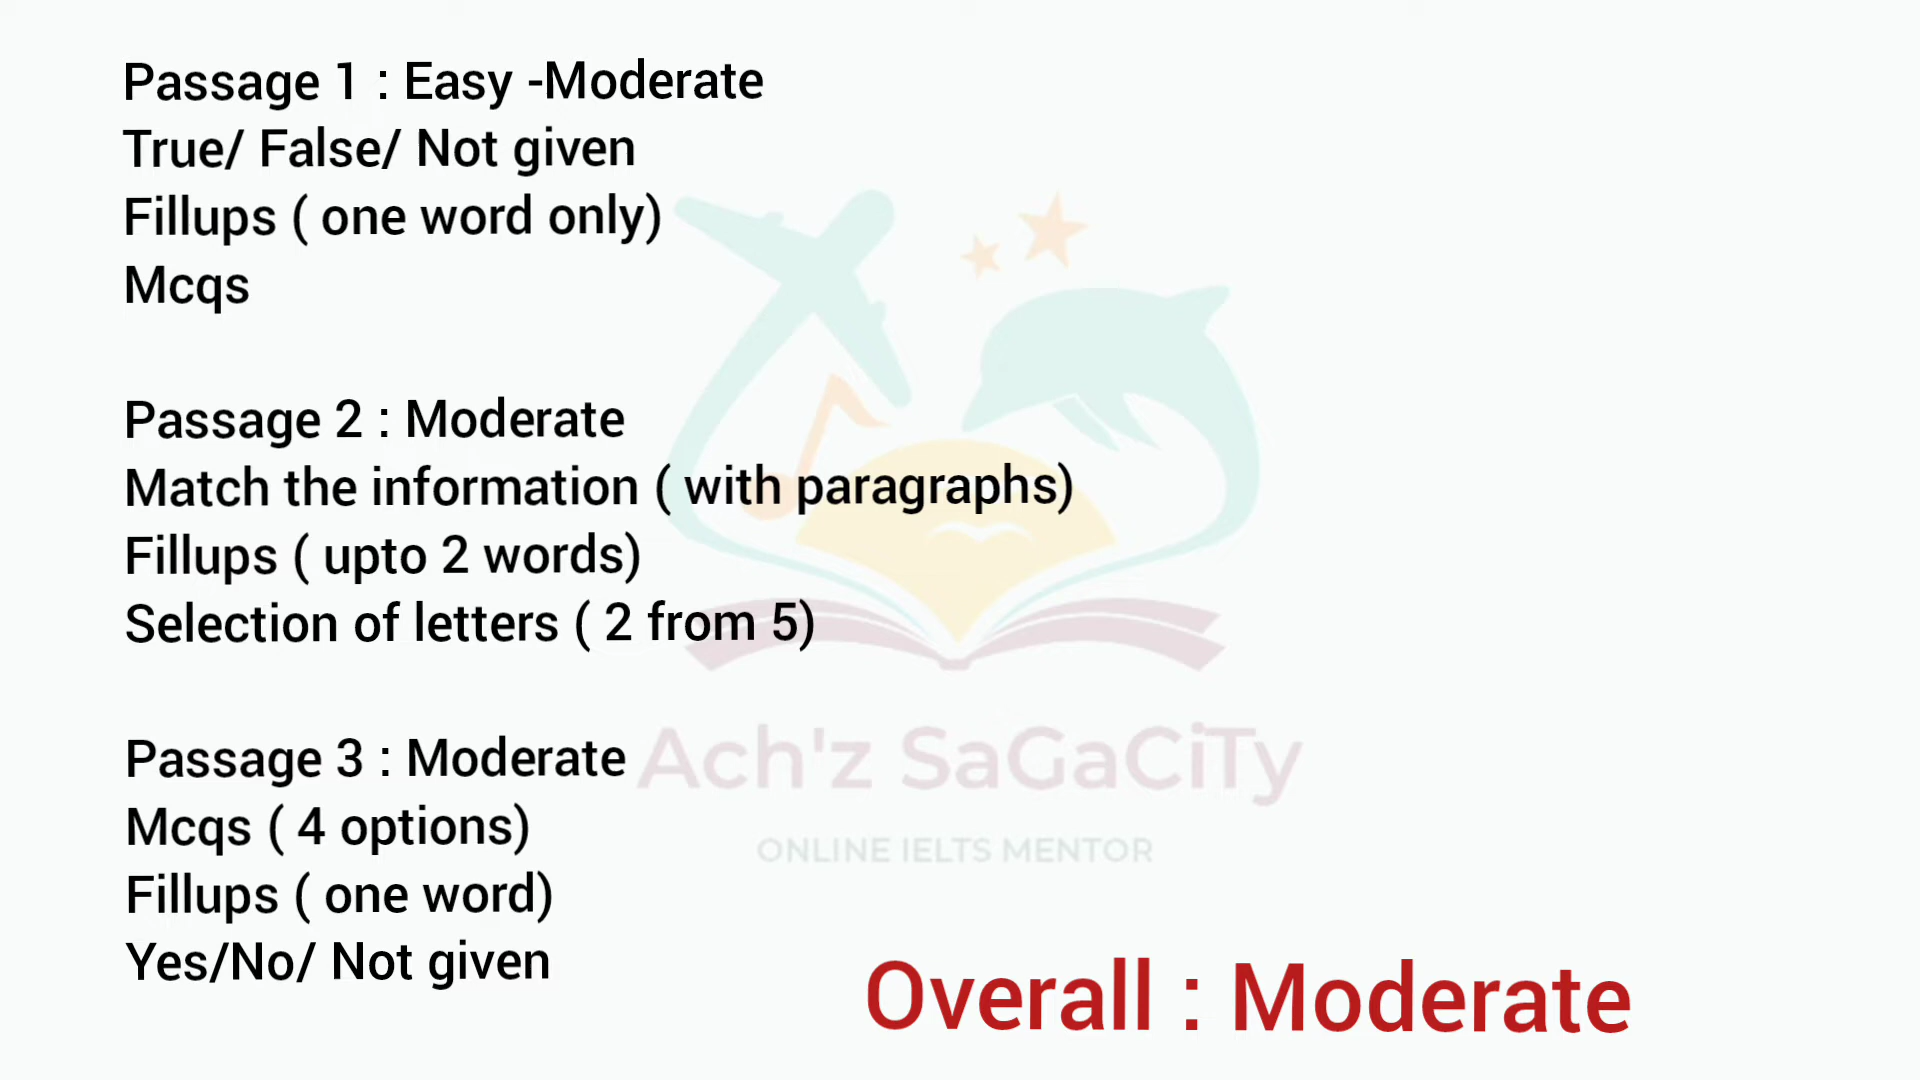 Passage 1 : Easy -Moderate
True/ False/ Not given
Fillups ( one word only)
Mcqs
Passage 2 : Moderate
Match the information ( with paragraphs)
Fillups ( upto 2 words)
Selection of letters ( 2 from 5)
Passage 3 : Moderate
Mcqs ( 4 options)
Fillups ( one word)
Yes/No/ Not given
Ach'z SaGaCiTy
ONLINE IELTS MENTOR
Overall : Moderate